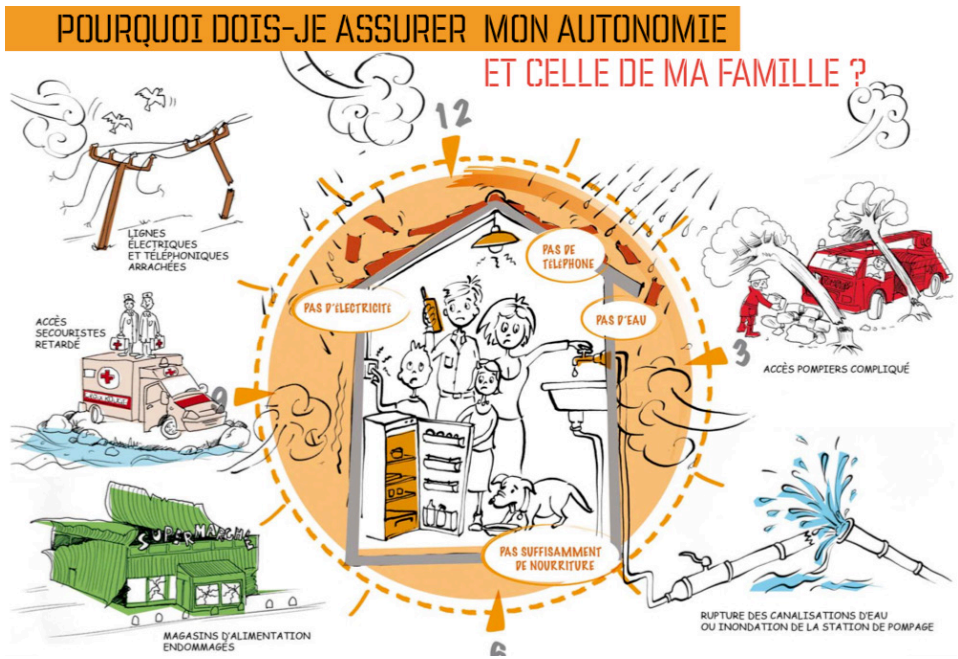 POURQUOI DOIS-JE ASSURER MON AUTONOMIE
ET CELLE DE MA FAMILLE ?
12
LIGNES
ÉLECTRIQUES
ET TÉLÉPHONIQUES
ARRACHÉES
PAS DE
TÉLÉPHONE
PAS D'ÉLECTRICITÉ
PAS D'EAU
ACCÈS
SECOURISTES
RETARDÉ
3
ACCÈS POMPIERS COMPLIQUÉ
9
SUPERMARCHE
PAS SUFFISAMMENT
DE NOURRITURE
RUPTURE DES CANALISATIONS D'EAU
OU INONDATION DE LA STATION DE POMPAGE
MAGASINS D'ALIMENTATION
ENDOMMAGÉS
6